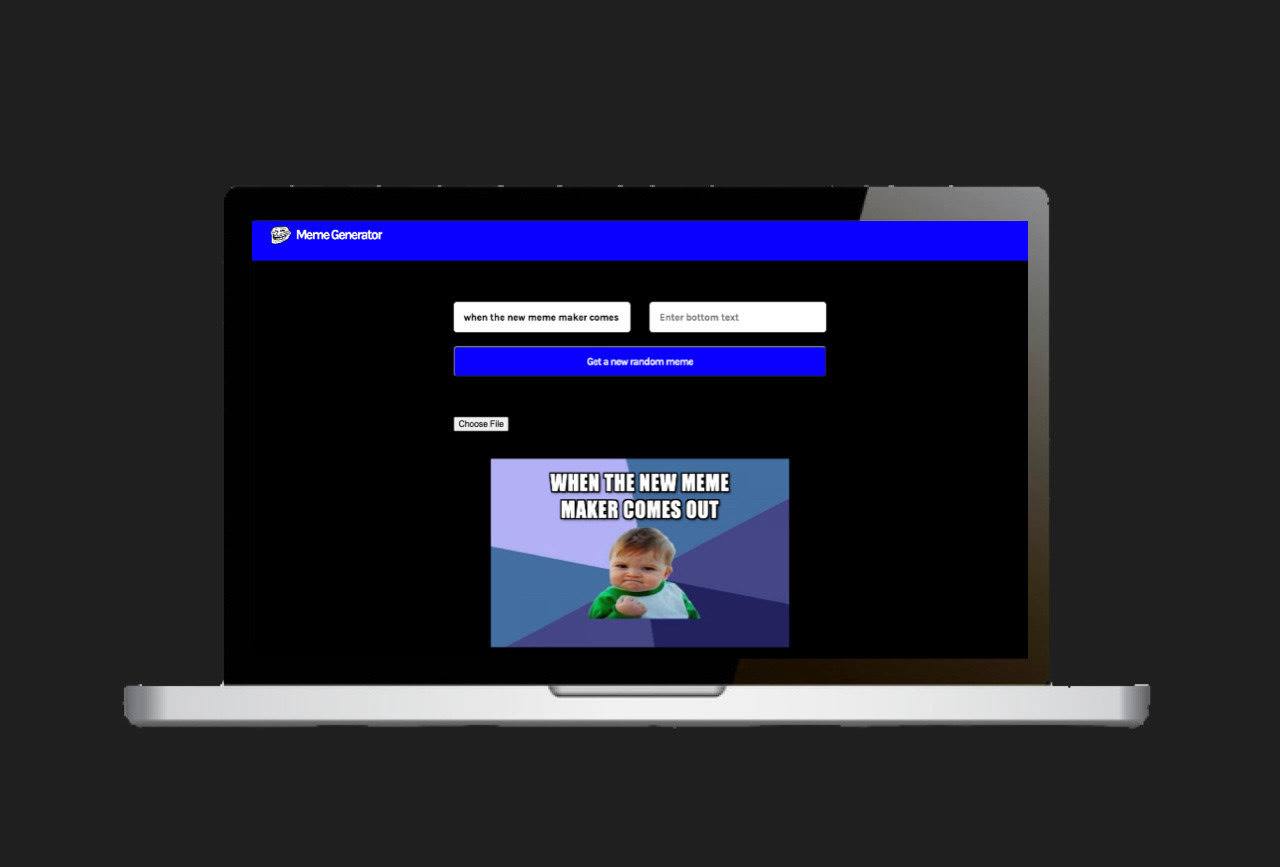 Meme Generator
when the new meme maker comes
Enter bottom text
Get a new random meme
Choose File
WHEN THE NEW MEME
MAKER COMES OUT